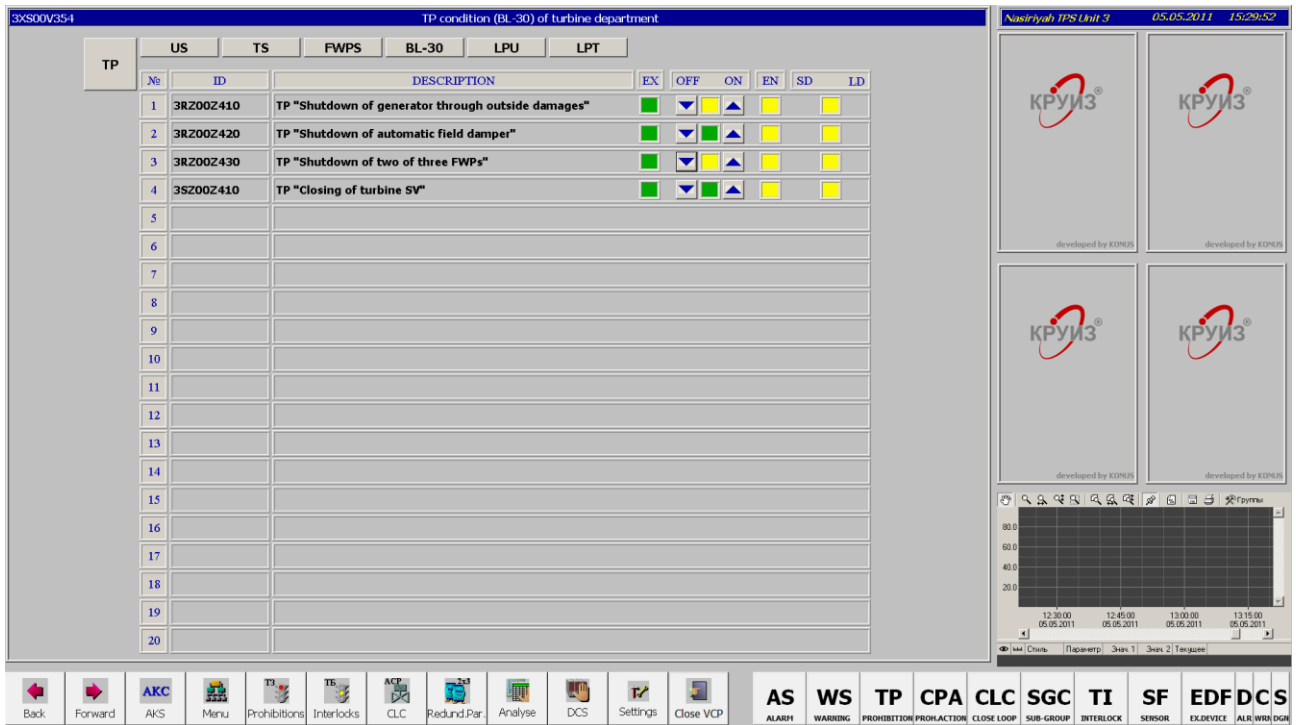 3XS00V354 TP condition (BL-30) of turbine department
Nasiriyah TPS Unit 3 05.05.2011 15:29:52
TP US TS FWPS BL-30 LPU LPT
№ ID DESCRIPTION EX OFF ON EN SD LD
1 3RZ00Z410 TP "Shutdown of generator through outside damages"
2 3RZ00Z420 TP "Shutdown of automatic field damper"
3 3RZ00Z430 TP "Shutdown of two of three FWPs"
4 3SZ00Z410 TP "Closing of turbine SV"
5
6
7
8
9
10
11
12
13
14
15
16
17
18
19
20
КРУИЗ®
developed by KONUS
КРУИЗ®
developed by KONUS
КРУИЗ®
developed by KONUS
КРУИЗ®
developed by KONUS
Группы
80.0
60.0
40.0
20.0
12:30:00 12:45:00 13:00:00 13:15:00
05.05.2011 05.05.2011 05.05.2011 05.05.2011
Стиль Параметр Знач. 1 Знач. 2 Текущее
AKC ТЗ ТБ АСР 2x3
Back Forward AKS Menu Prohibitions Interlocks CLC Redund.Par. Analyse DCS Settings Close VCP
AS WS TP CPA CLC SGC TI SF EDF D C S
ALARM WARNING PROHIBITION PROH.ACTION CLOSE LOOP SUB-GROUP INTERLOCK SENSOR EX.DEVICE ALR WRN DGN